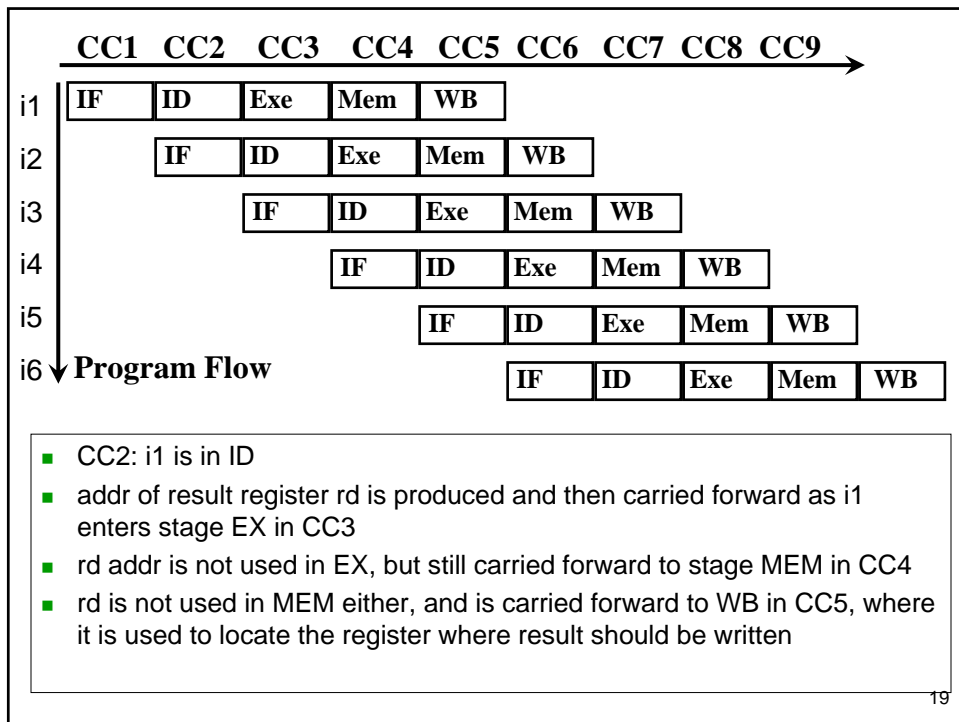 CC1 CC2 CC3 CC4 CC5 CC6 CC7 CC8 CC9
i1 IF ID Exe Mem WB
i2 IF ID Exe Mem WB
i3 IF ID Exe Mem WB
i4 IF ID Exe Mem WB
i5 IF ID Exe Mem WB
i6 Program Flow IF ID Exe Mem WB
CC2: i1 is in ID
addr of result register rd is produced and then carried forward as i1
enters stage EX in CC3
rd addr is not used in EX, but still carried forward to stage MEM in CC4
rd is not used in MEM either, and is carried forward to WB in CC5, where
it is used to locate the register where result should be written
19